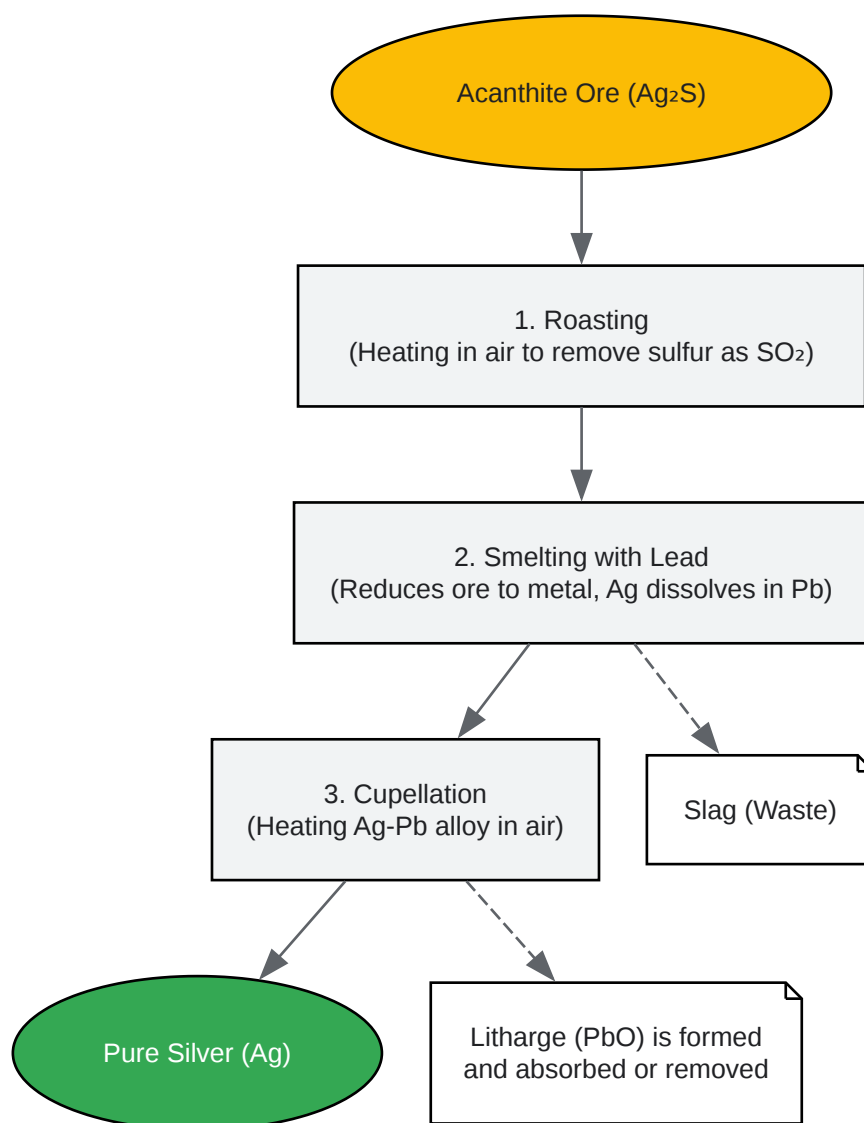 Acanthite Ore (Ag₂S)
1. Roasting
(Heating in air to remove sulfur as SO₂)
2. Smelting with Lead
(Reduces ore to metal, Ag dissolves in Pb)
3. Cupellation
(Heating Ag-Pb alloy in air)
Slag (Waste)
Pure Silver (Ag)
Litharge (PbO) is formed
and absorbed or removed